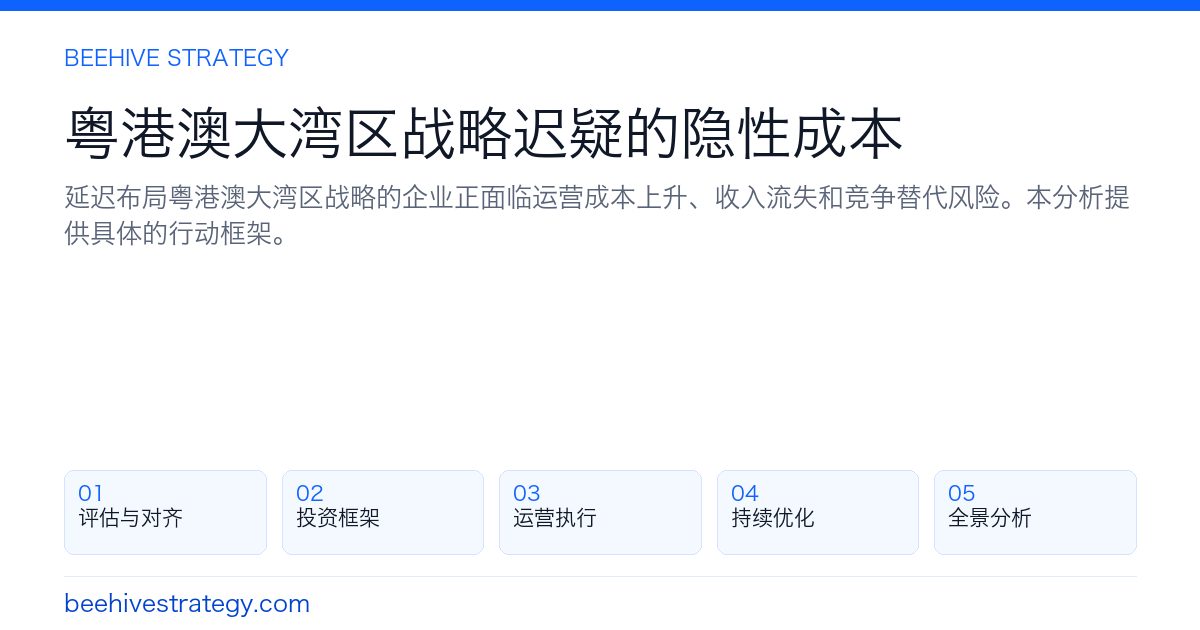 BEEHIVE STRATEGY
粤港澳大湾区战略迟疑的隐性成本
延迟布局粤港澳大湾区战略的企业正面临运营成本上升、收入流失和竞争替代风险。本分析提
供具体的行动框架。
01
评估与对齐
02
投资框架
03
运营执行
04
持续优化
05
全景分析
beehivestrategy.com